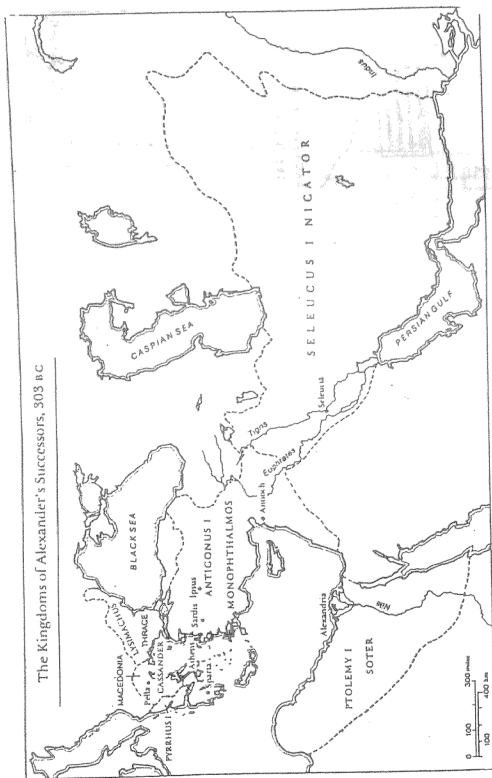 The Kingdoms of Alexander's Successors, 303 BC
MACEDONIA
LYSIMACHUS
THRACE
Pella
CASSANDER
PYRRHUS I
Athens
Sparta
Sardis
Ipsus
BLACK SEA
ANTIGONUS I
MONOPHTHALMOS
CASPIAN SEA
Tigris
Euphrates
Antioch
Seleucia
SELEUCUS I NICATOR
PERSIAN GULF
Indus
Alexandria
Nile
PTOLEMY I
SOTER
0 300 miles
0 100 400 km